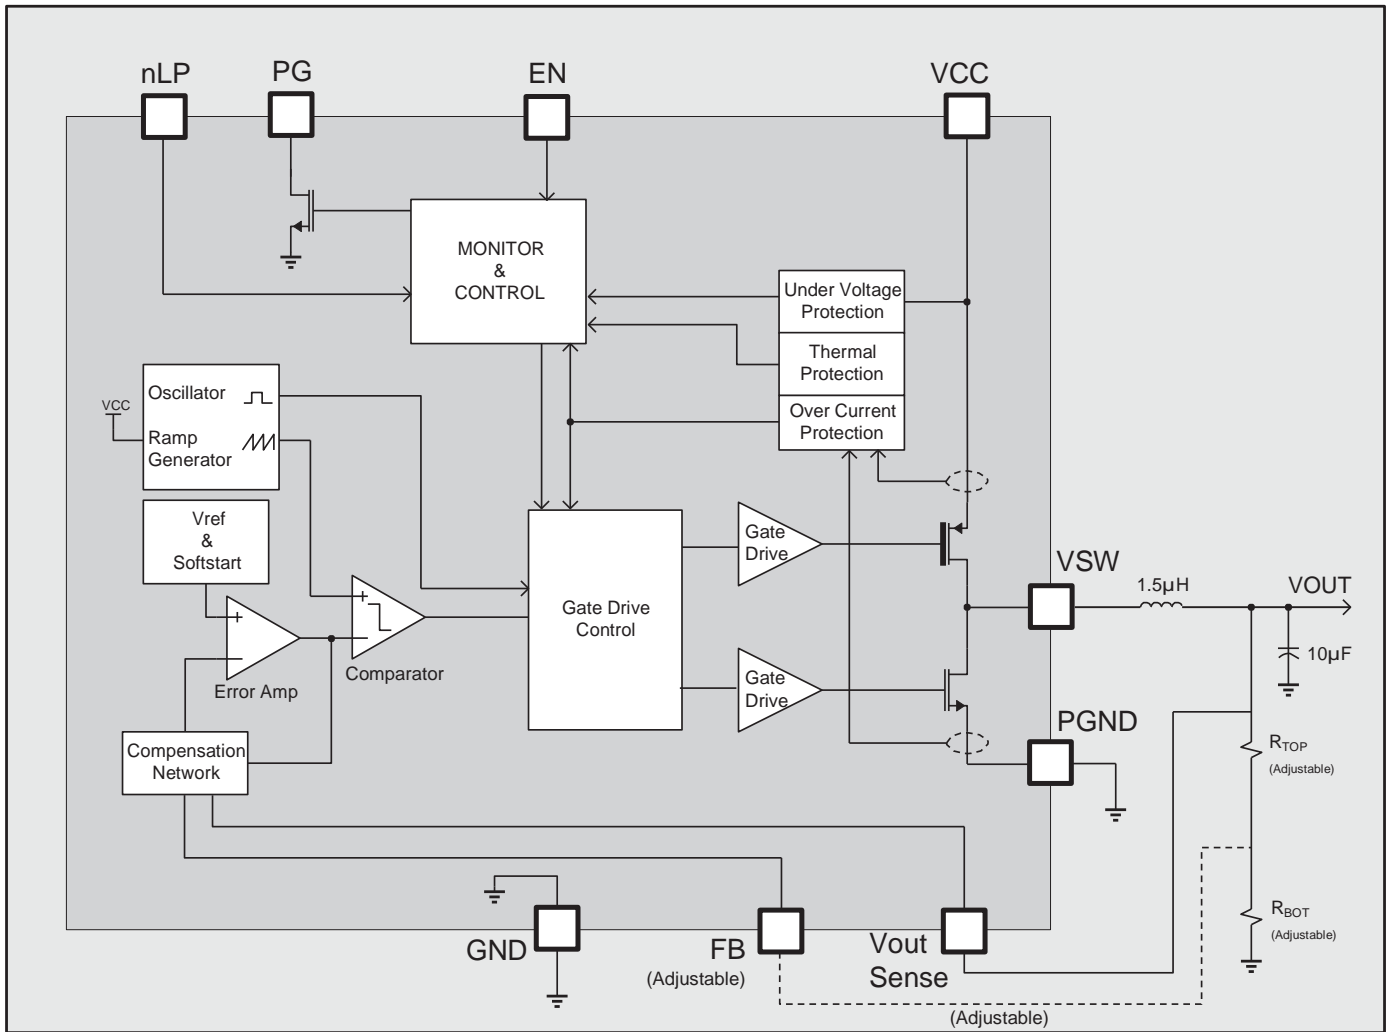 nLP
PG
EN
VCC
MONITOR
&
CONTROL
Under Voltage
Protection
Thermal
Protection
Over Current
Protection
VCC
Oscillator
Ramp
Generator
Vref
&
Softstart
Gate
Drive
VSW
1.5µH
VOUT
10µF
Gate Drive
Control
+
−
Error Amp
+
−
Comparator
Gate
Drive
PGND
RTOP
(Adjustable)
Compensation
Network
RBOT
(Adjustable)
GND
FB
(Adjustable)
Vout
Sense
(Adjustable)